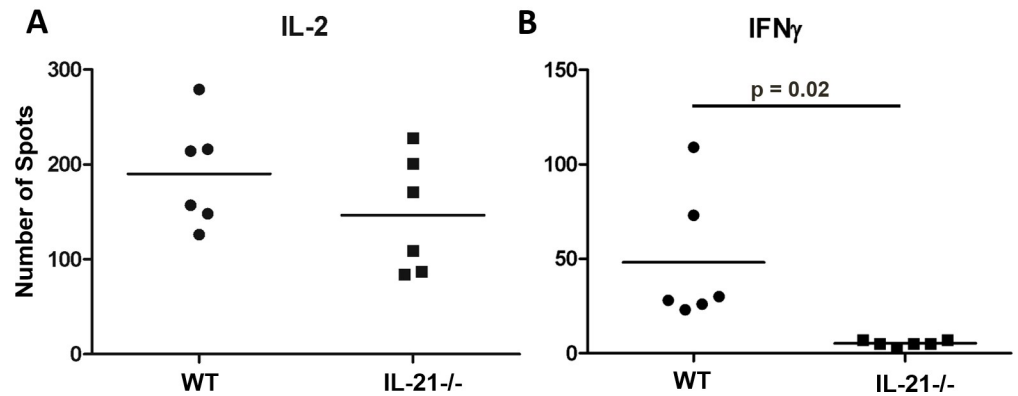 A
IL-2
Number of Spots
300
200
100
0
WT
IL-21-/-
B
IFNγ
150
100
50
0
p = 0.02
WT
IL-21-/-